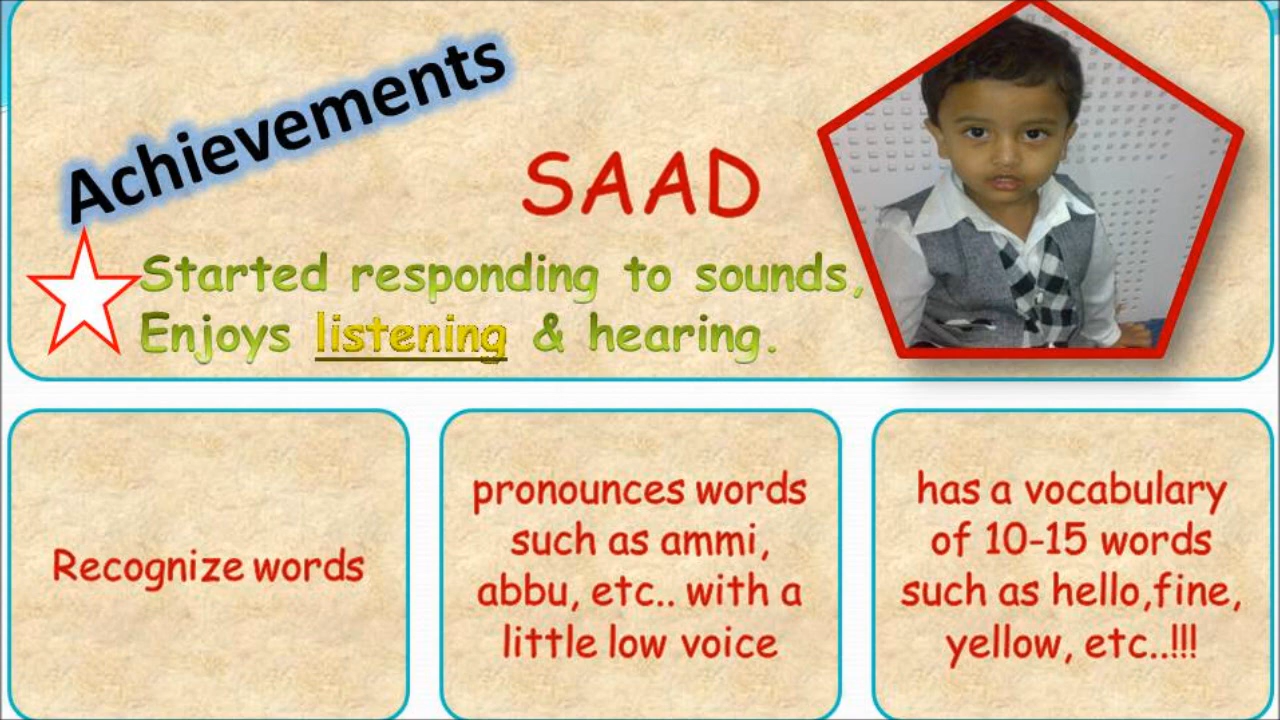 Achievements
SAAD
Started responding to sounds,
Enjoys listening & hearing.
Recognize words
pronounces words
such as ammi,
abbu, etc.. with a
little low voice
has a vocabulary
of 10-15 words
such as hello,fine,
yellow, etc..!!!